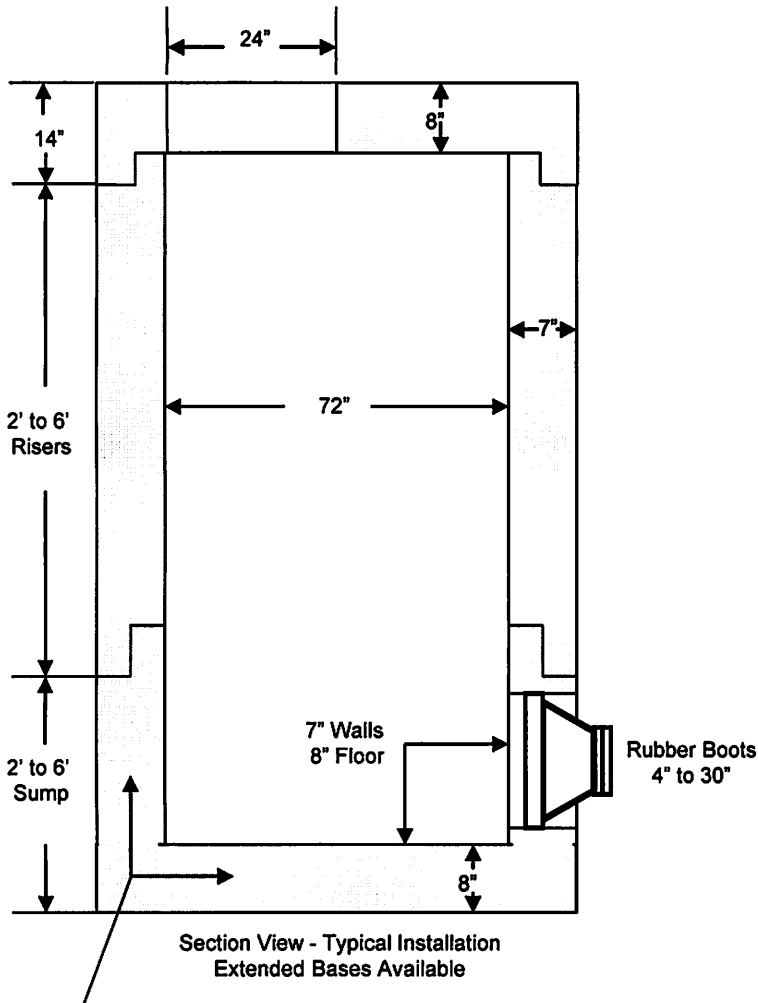 24"
14"
8"
7"
2' to 6'
Risers
72"
7" Walls
8" Floor
2' to 6'
Sump
Rubber Boots
4" to 30"
8"
Section View - Typical Installation
Extended Bases Available